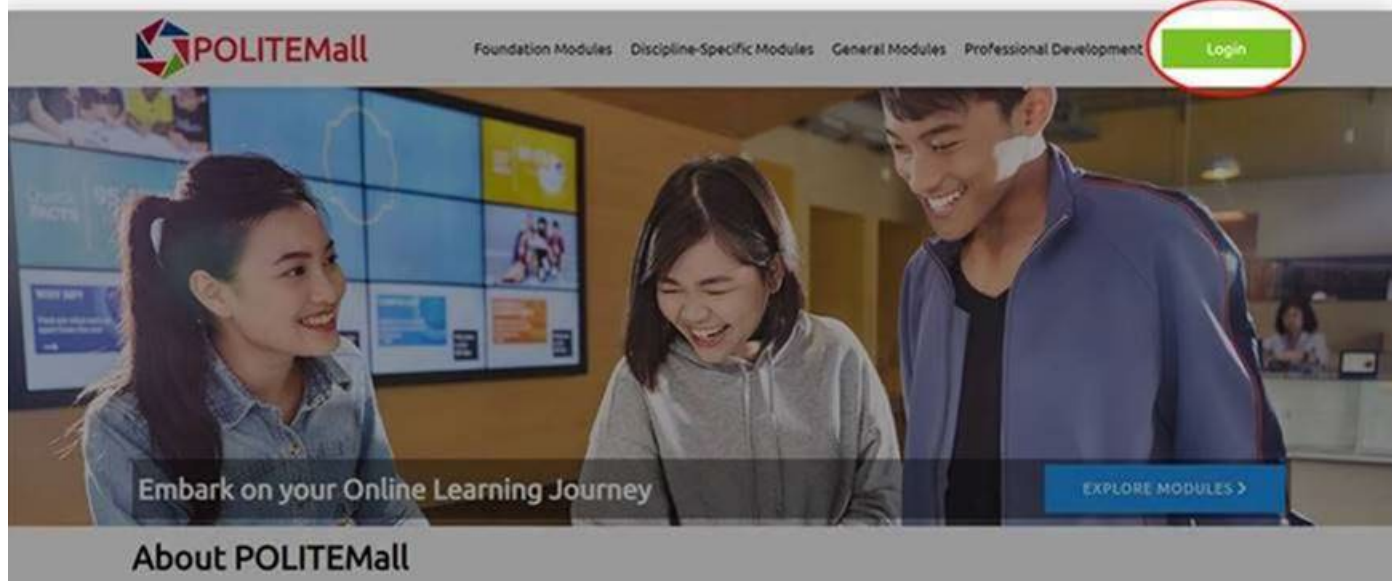 POLITEMall
Foundation Modules Discipline-Specific Modules General Modules Professional Development Login
FACTS
Embark on your Online Learning Journey
EXPLORE MODULES >
About POLITEMall